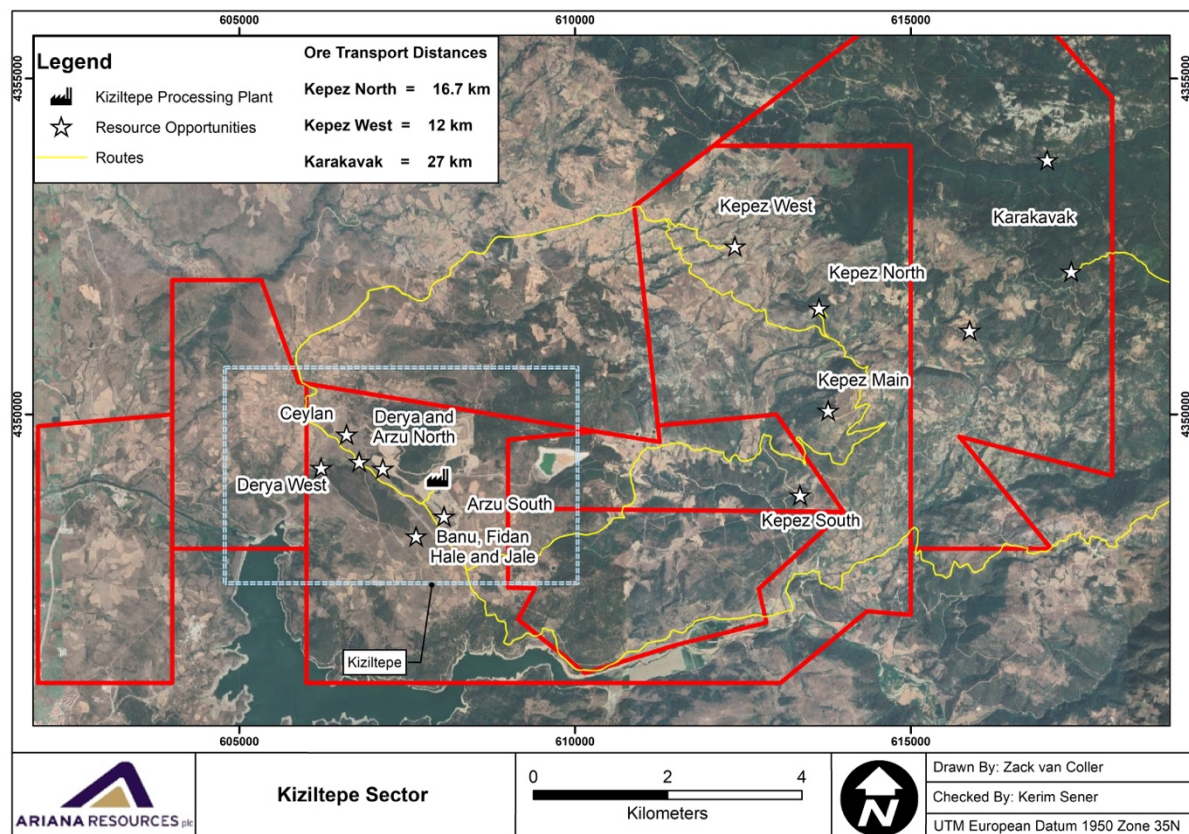 605000
610000
615000
4355000
4355000
4350000
4350000
Legend
Kiziltepe Processing Plant
Resource Opportunities
Routes
Ore Transport Distances
Kepez North = 16.7 km
Kepez West = 12 km
Karakavak = 27 km
Kepez West
Karakavak
Kepez North
Kepez Main
Ceylan
Derya and
Arzu North
Derya West
Arzu South
Kepez South
Banu, Fidan
Hale and Jale
Kiziltepe
605000
610000
615000
ARIANA RESOURCES plc
Kiziltepe Sector
0 2 4
Kilometers
N
Drawn By: Zack van Coller
Checked By: Kerim Sener
UTM European Datum 1950 Zone 35N